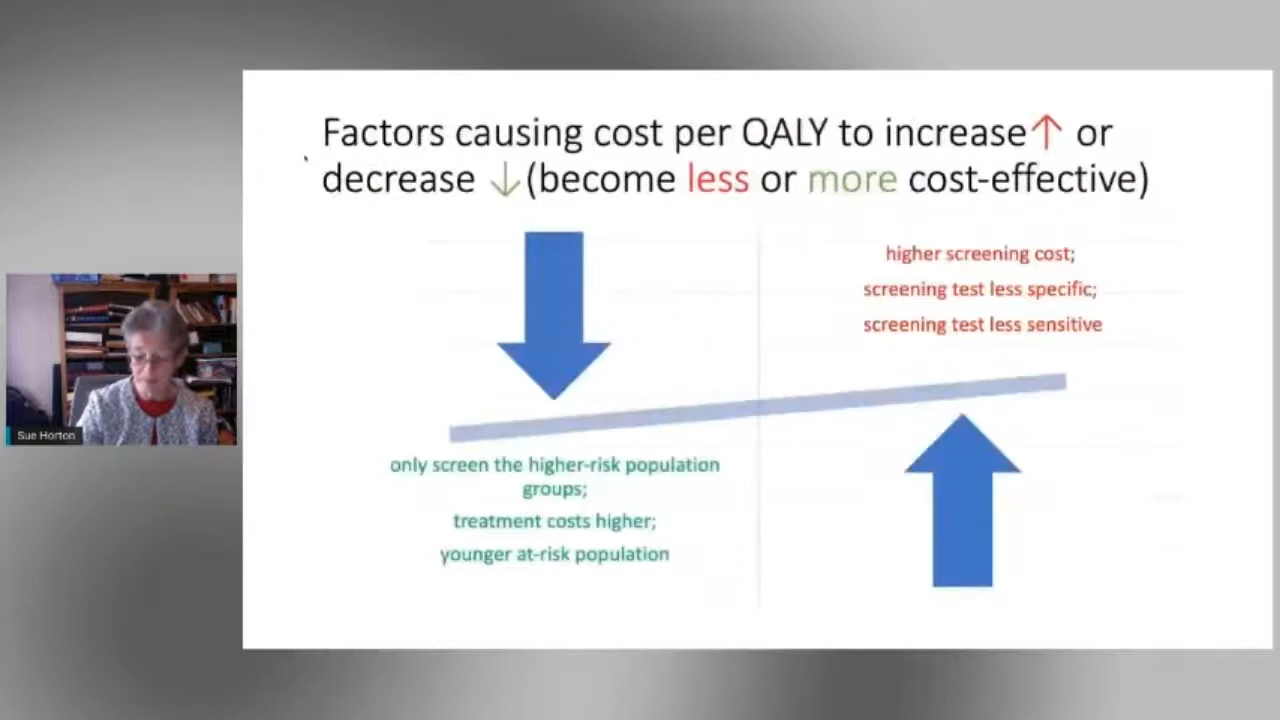 Factors causing cost per QALY to increase↑ or
decrease ↓(become less or more cost-effective)
higher screening cost;
screening test less specific;
screening test less sensitive
only screen the higher-risk population
groups;
treatment costs higher;
younger at-risk population
Sue Horton